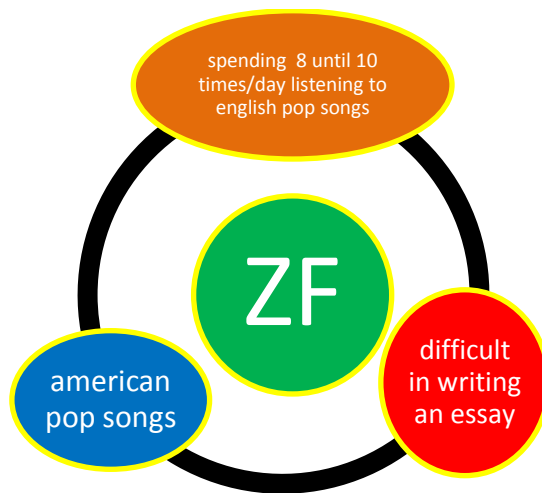 spending 8 until 10
times/day listening to
english pop songs
ZF
american
pop songs
difficult
in writing
an essay